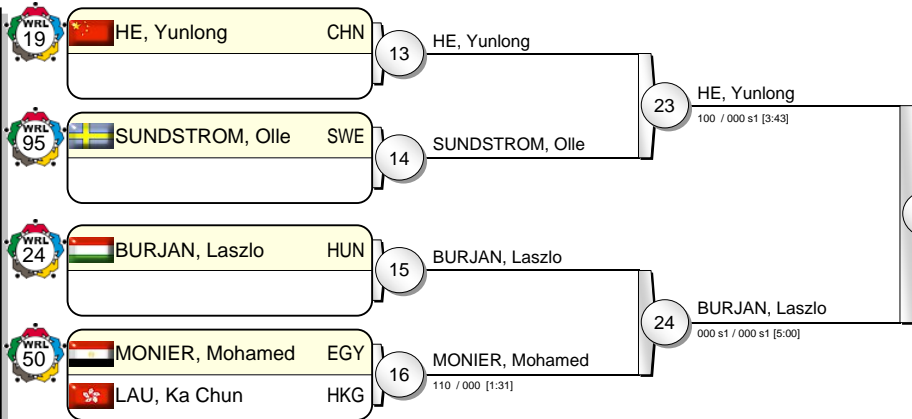 WRL
19
HE, Yunlong CHN
13
HE, Yunlong
WRL
95
SUNDSTROM, Olle SWE
14
SUNDSTROM, Olle
23
HE, Yunlong
100 / 000 s1 [3:43]
WRL
24
BURJAN, Laszlo HUN
15
BURJAN, Laszlo
WRL
50
MONIER, Mohamed EGY
LAU, Ka Chun HKG
16
MONIER, Mohamed
110 / 000 [1:31]
24
BURJAN, Laszlo
000 s1 / 000 s1 [5:00]